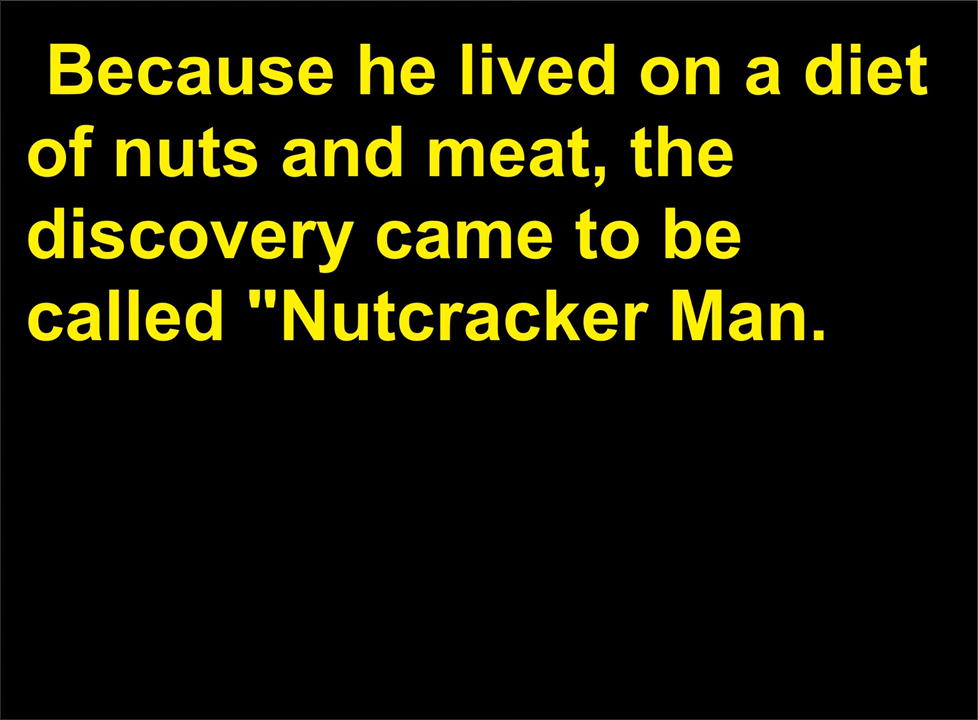 Because he lived on a diet
of nuts and meat, the
discovery came to be
called "Nutcracker Man.